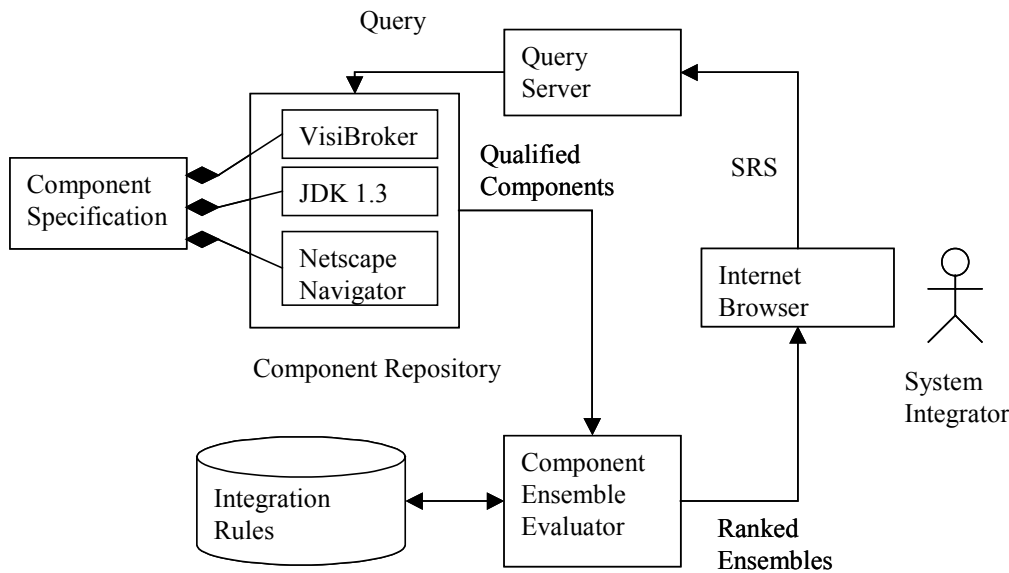 Query
Query
Server
VisiBroker
Component
Specification
JDK 1.3
Netscape
Navigator
Qualified
Components
SRS
Internet
Browser
Component Repository
System
Integrator
Integration
Rules
Component
Ensemble
Evaluator
Ranked
Ensembles